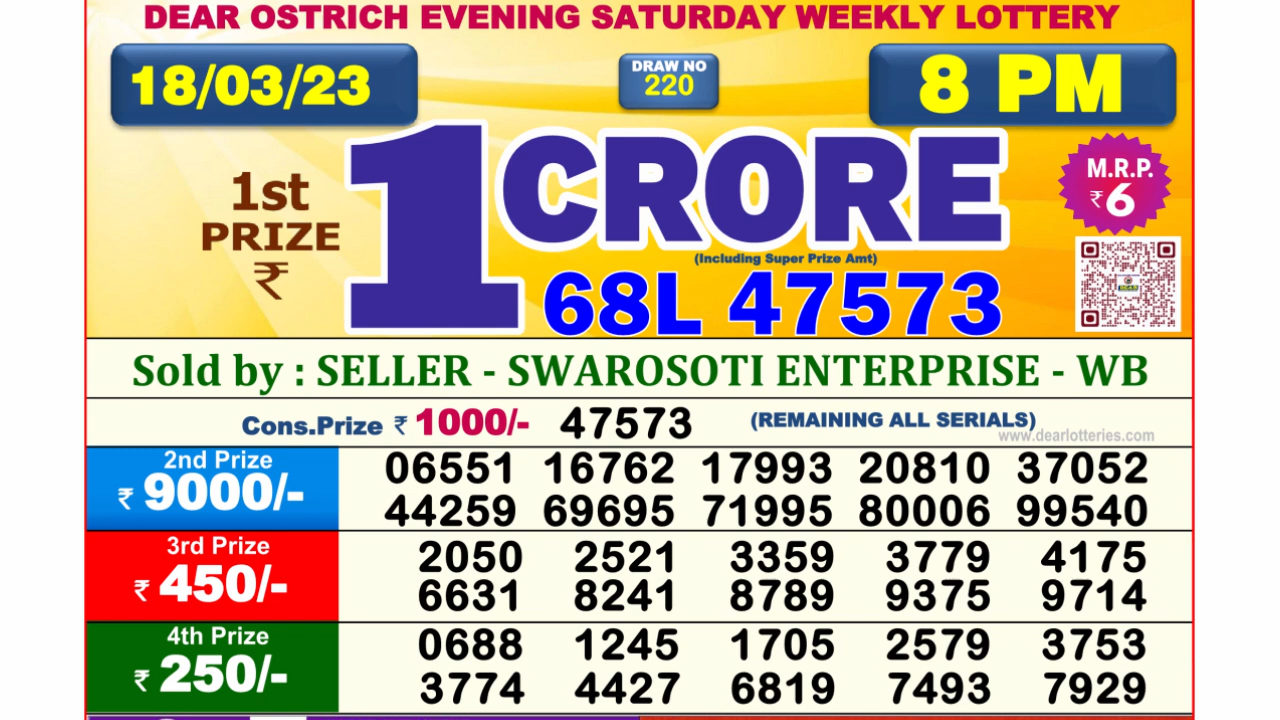 DEAR OSTRICH EVENING SATURDAY WEEKLY LOTTERY
18/03/23
DRAW NO
220
8 PM
1st
PRIZE
₹
1 CRORE
(Including Super Prize Amt)
68L 47573
M.R.P.
₹ 6
Sold by : SELLER - SWAROSOTI ENTERPRISE - WB
Cons.Prize ₹ 1000/- 47573 (REMAINING ALL SERIALS)
www.dearlotteries.com
2nd Prize
₹ 9000/-
06551 16762 17993 20810 37052
44259 69695 71995 80006 99540
3rd Prize
₹ 450/-
2050 2521 3359 3779 4175
6631 8241 8789 9375 9714
4th Prize
₹ 250/-
0688 1245 1705 2579 3753
3774 4427 6819 7493 7929